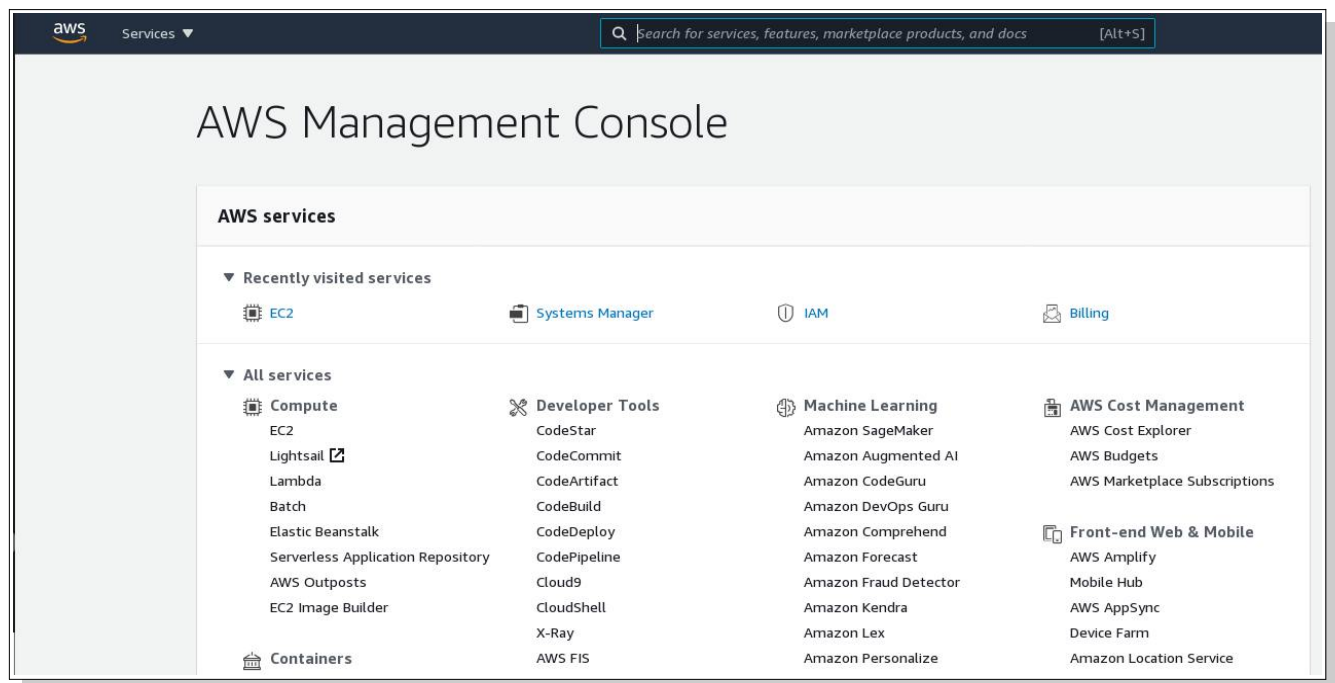 aws Services ▼ Search for services, features, marketplace products, and docs [Alt+S]
AWS Management Console
AWS services
▼ Recently visited services
EC2
Systems Manager
IAM
Billing
▼ All services
Compute
EC2
Lightsail
Lambda
Batch
Elastic Beanstalk
Serverless Application Repository
AWS Outposts
EC2 Image Builder
Containers
Developer Tools
CodeStar
CodeCommit
CodeArtifact
CodeBuild
CodeDeploy
CodePipeline
Cloud9
CloudShell
X-Ray
AWS FIS
Machine Learning
Amazon SageMaker
Amazon Augmented AI
Amazon CodeGuru
Amazon DevOps Guru
Amazon Comprehend
Amazon Forecast
Amazon Fraud Detector
Amazon Kendra
Amazon Lex
Amazon Personalize
AWS Cost Management
AWS Cost Explorer
AWS Budgets
AWS Marketplace Subscriptions
Front-end Web & Mobile
AWS Amplify
Mobile Hub
AWS AppSync
Device Farm
Amazon Location Service